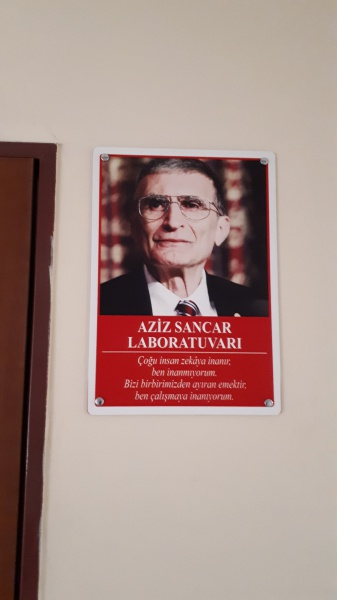 AZİZ SANCAR
LABORATUVARI
Çoğu insan zekâya inanır,
ben inanmıyorum.
Bizi birbirimizden ayıran emektir,
ben çalışmaya inanıyorum.